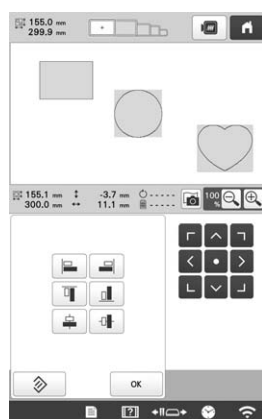 155.0 mm
299.9 mm
155.1 mm ↕ -3.7 mm -----
300.0 mm ↔ 11.1 mm -----
100%
OK